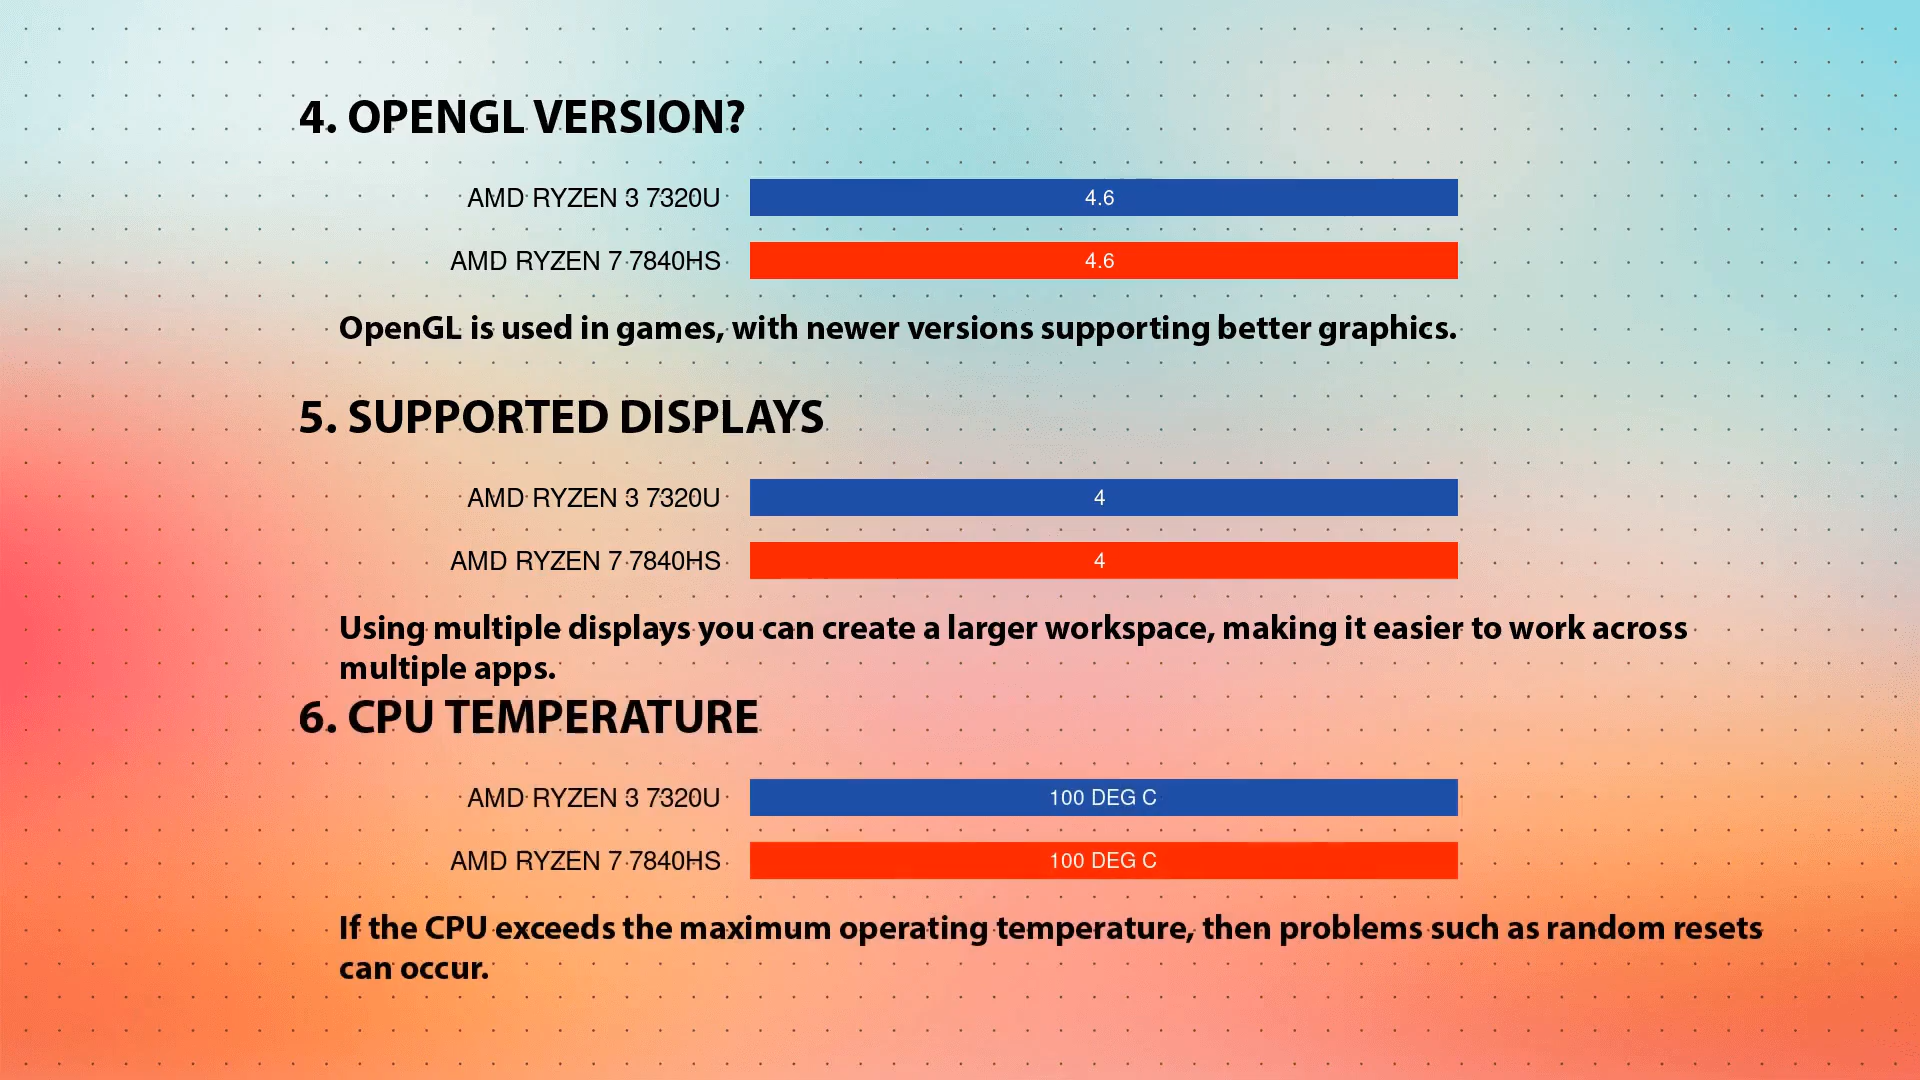 4. OPENGL VERSION?
AMD RYZEN 3 7320U 4.6
AMD RYZEN 7 7840HS 4.6
OpenGL is used in games, with newer versions supporting better graphics.
5. SUPPORTED DISPLAYS
AMD RYZEN 3 7320U 4
AMD RYZEN 7 7840HS 4
Using multiple displays you can create a larger workspace, making it easier to work across
multiple apps.
6. CPU TEMPERATURE
AMD RYZEN 3 7320U 100 DEG C
AMD RYZEN 7 7840HS 100 DEG C
If the CPU exceeds the maximum operating temperature, then problems such as random resets
can occur.